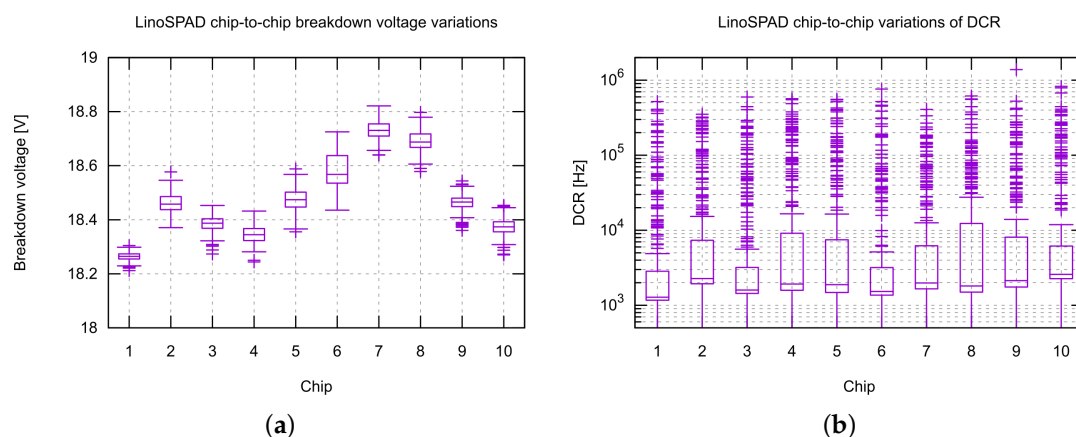 LinoSPAD chip-to-chip breakdown voltage variations
Breakdown voltage [V]
19
18.8
18.6
18.4
18.2
18
1 2 3 4 5 6 7 8 9 10
Chip
(a)
LinoSPAD chip-to-chip variations of DCR
DCR [Hz]
10^6
10^5
10^4
10^3
1 2 3 4 5 6 7 8 9 10
Chip
(b)